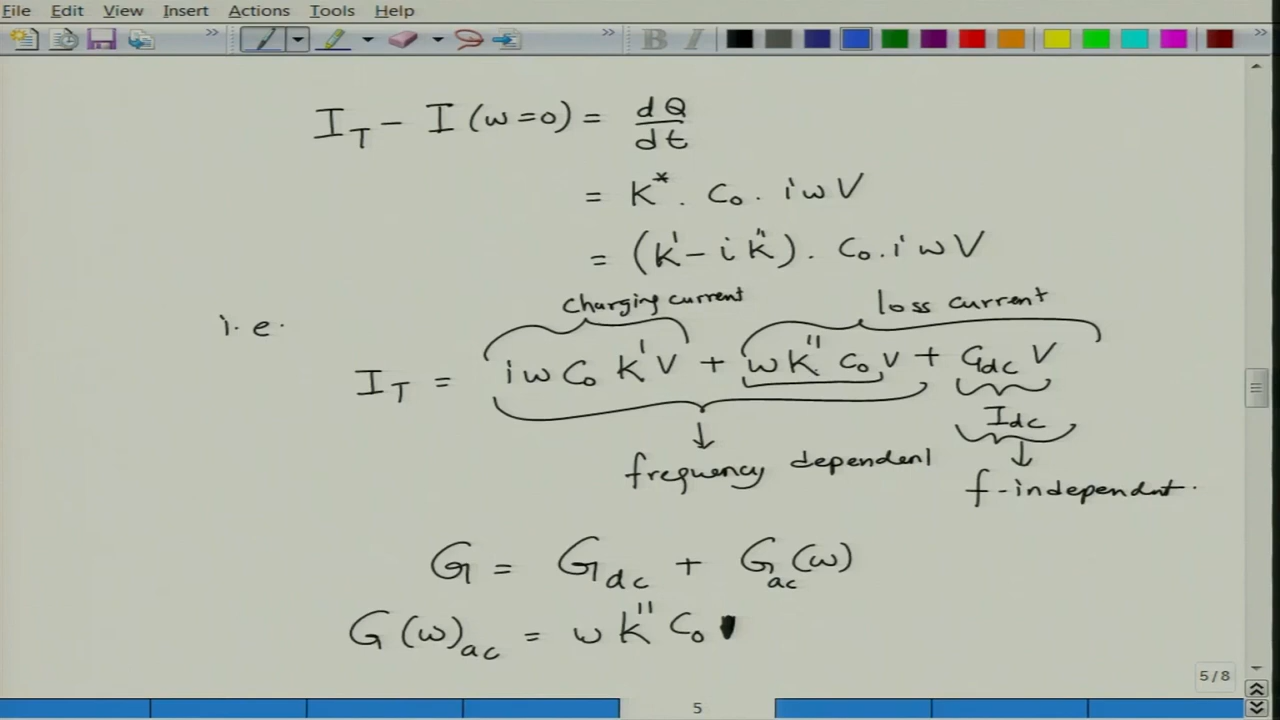 File Edit View Insert Actions Tools Help
I_T - I (ω=0) = dQ/dt
= K* . C₀ . iωV
= (K' - iK'') . C₀ . iωV
charging current loss current
i.e.
I_T = iωC₀K'V + ωK''C₀V + G_dc V
I_dc
frequency dependent
f-independnt.
G = G_dc + G_ac(ω)
G(ω)_ac = ωK''C₀
5/8
5